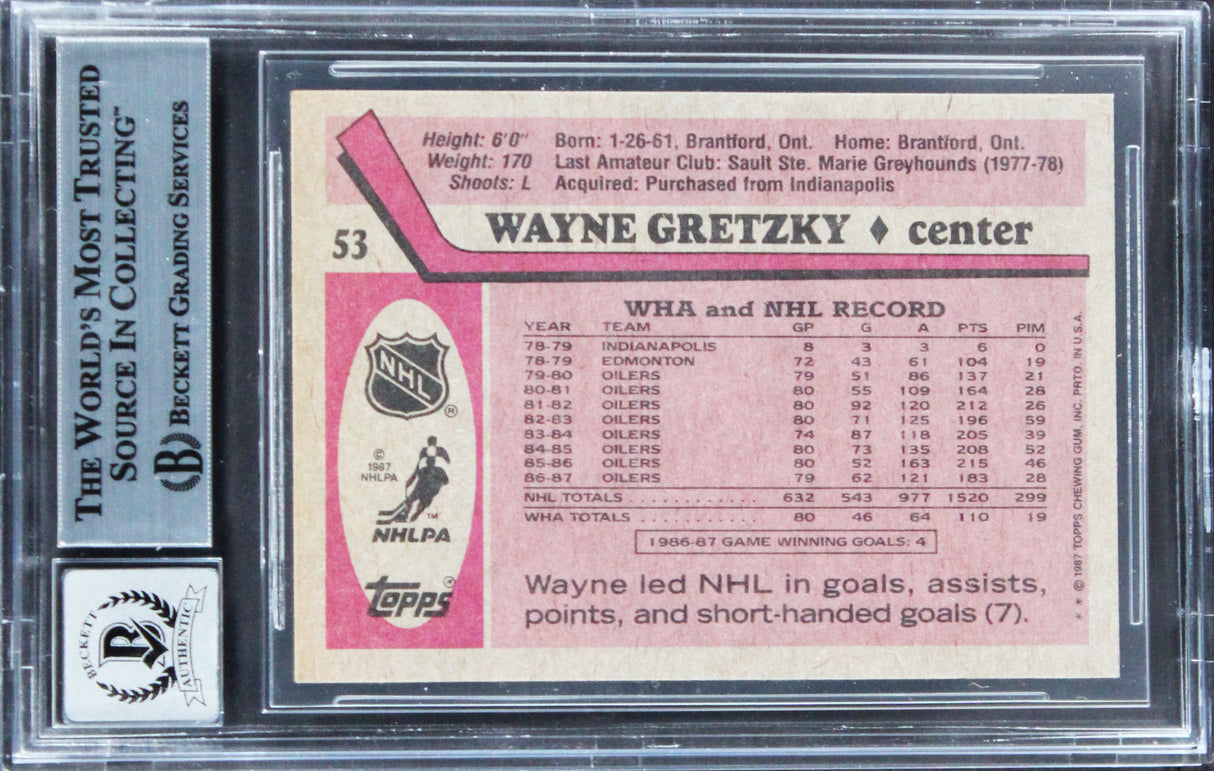 THE WORLD'S MOST TRUSTED
SOURCE IN COLLECTING™
BECKETT GRADING SERVICES
B
BECKETT
B
AUTHENTIC
Height: 6'0" Born: 1-26-61, Brantford, Ont. Home: Brantford, Ont.
Weight: 170 Last Amateur Club: Sault Ste. Marie Greyhounds (1977-78)
Shoots: L Acquired: Purchased from Indianapolis
53 WAYNE GRETZKY ♦ center
NHL
®
©
1987
NHLPA
™
NHLPA
TOPPS
®
WHA and NHL RECORD
YEAR TEAM GP G A PTS PIM
78-79 INDIANAPOLIS 8 3 3 6 0
78-79 EDMONTON 72 43 61 104 19
79-80 OILERS 79 51 86 137 21
80-81 OILERS 80 55 109 164 28
81-82 OILERS 80 92 120 212 26
82-83 OILERS 80 71 125 196 59
83-84 OILERS 74 87 118 205 39
84-85 OILERS 80 73 135 208 52
85-86 OILERS 80 52 163 215 46
86-87 OILERS 79 62 121 183 28
NHL TOTALS . . . . . . . . . . . . 632 543 977 1520 299
WHA TOTALS . . . . . . . . . . . 80 46 64 110 19
1986-87 GAME WINNING GOALS: 4
Wayne led NHL in goals, assists,
points, and short-handed goals (7).
* * © 1987 TOPPS CHEWING GUM, INC. PRTD. IN U.S.A.